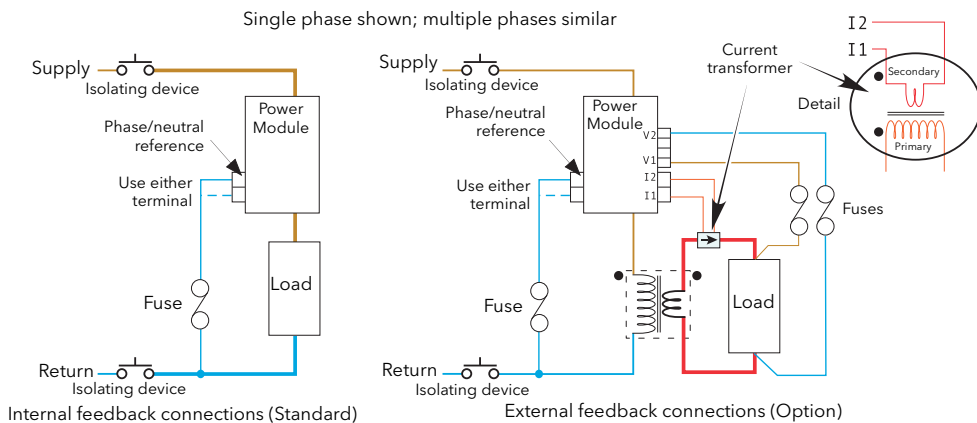 Single phase shown; multiple phases similar
Supply
Isolating device
Power
Module
Phase/neutral
reference
Use either
terminal
Fuse
Load
Return
Isolating device
Internal feedback connections (Standard)
Supply
Isolating device
Power
Module
Phase/neutral
reference
Use either
terminal
V2
V1
I2
I1
Fuse
Load
Fuses
Return
Isolating device
External feedback connections (Option)
Current
transformer
I2
I1
Secondary
Detail
Primary